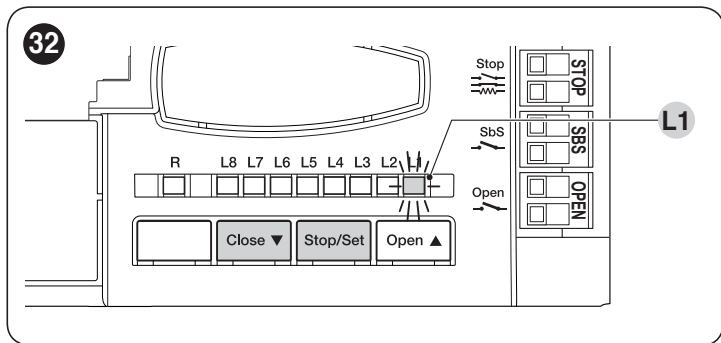 32
Stop
STOP
L1
SbS
SBS
R L8 L7 L6 L5 L4 L3 L2 L1
Open
OPEN
Close ▼ Stop/Set Open ▲